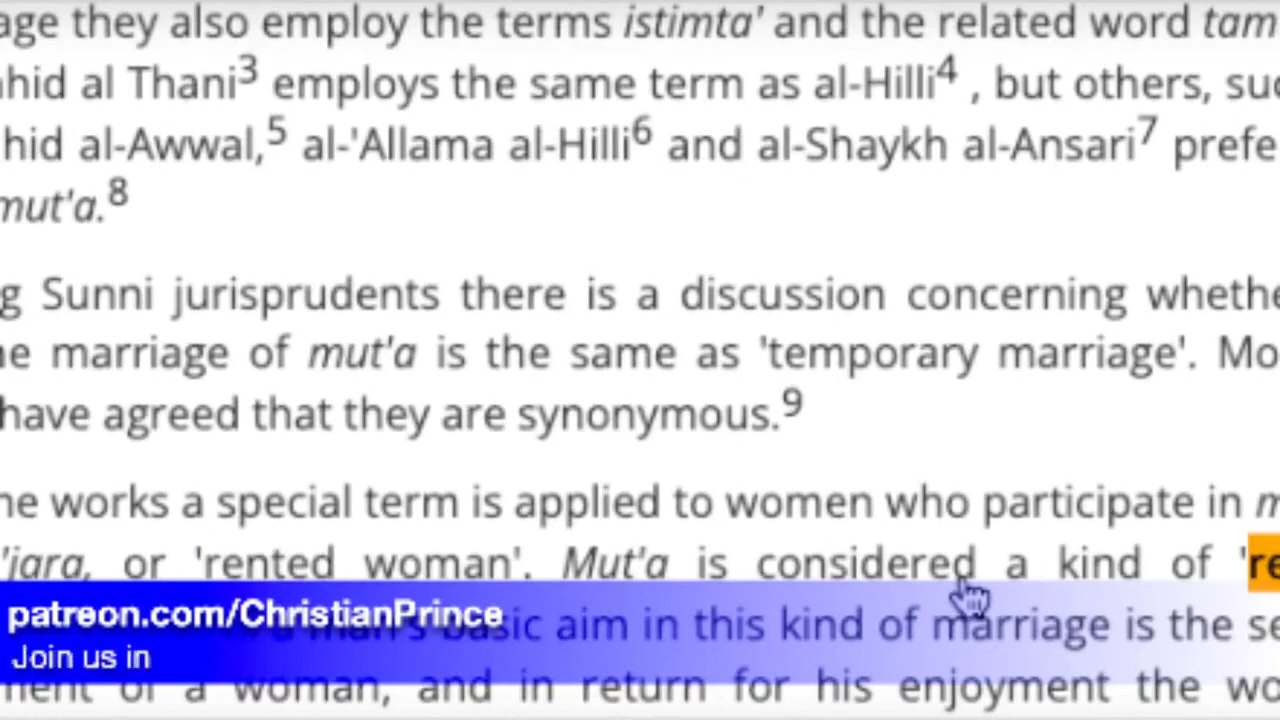 age they also employ the terms istimta' and the related word tam
hid al Thani3 employs the same term as al-Hilli4 , but others, suc
hid al-Awwal,5 al-'Allama al-Hilli6 and al-Shaykh al-Ansari7 prefe
mut'a.8
g Sunni jurisprudents there is a discussion concerning whethe
e marriage of mut'a is the same as 'temporary marriage'. Mo
have agreed that they are synonymous.9
ne works a special term is applied to women who participate in m
'jara, or 'rented woman'. Mut'a is considered a kind of 're
patreon.com/ChristianPrince
a man's basic aim in this kind of marriage is the se
Join us in
ment of a woman, and in return for his enjoyment the wo